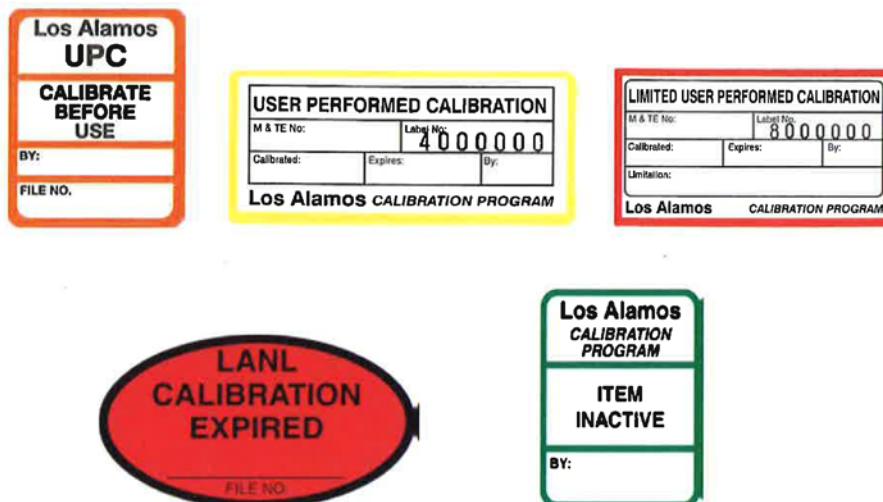 Los Alamos
UPC
CALIBRATE
BEFORE
USE
BY:
FILE NO.
USER PERFORMED CALIBRATION
M & TE No:
Label No:
4000000
Calibrated:
Expires:
By:
Los Alamos CALIBRATION PROGRAM
LIMITED USER PERFORMED CALIBRATION
M & TE No:
Label No.
8000000
Calibrated:
Expires:
By:
Limitation:
Los Alamos CALIBRATION PROGRAM
LANL
CALIBRATION
EXPIRED
FILE NO.
Los Alamos
CALIBRATION
PROGRAM
ITEM
INACTIVE
BY: